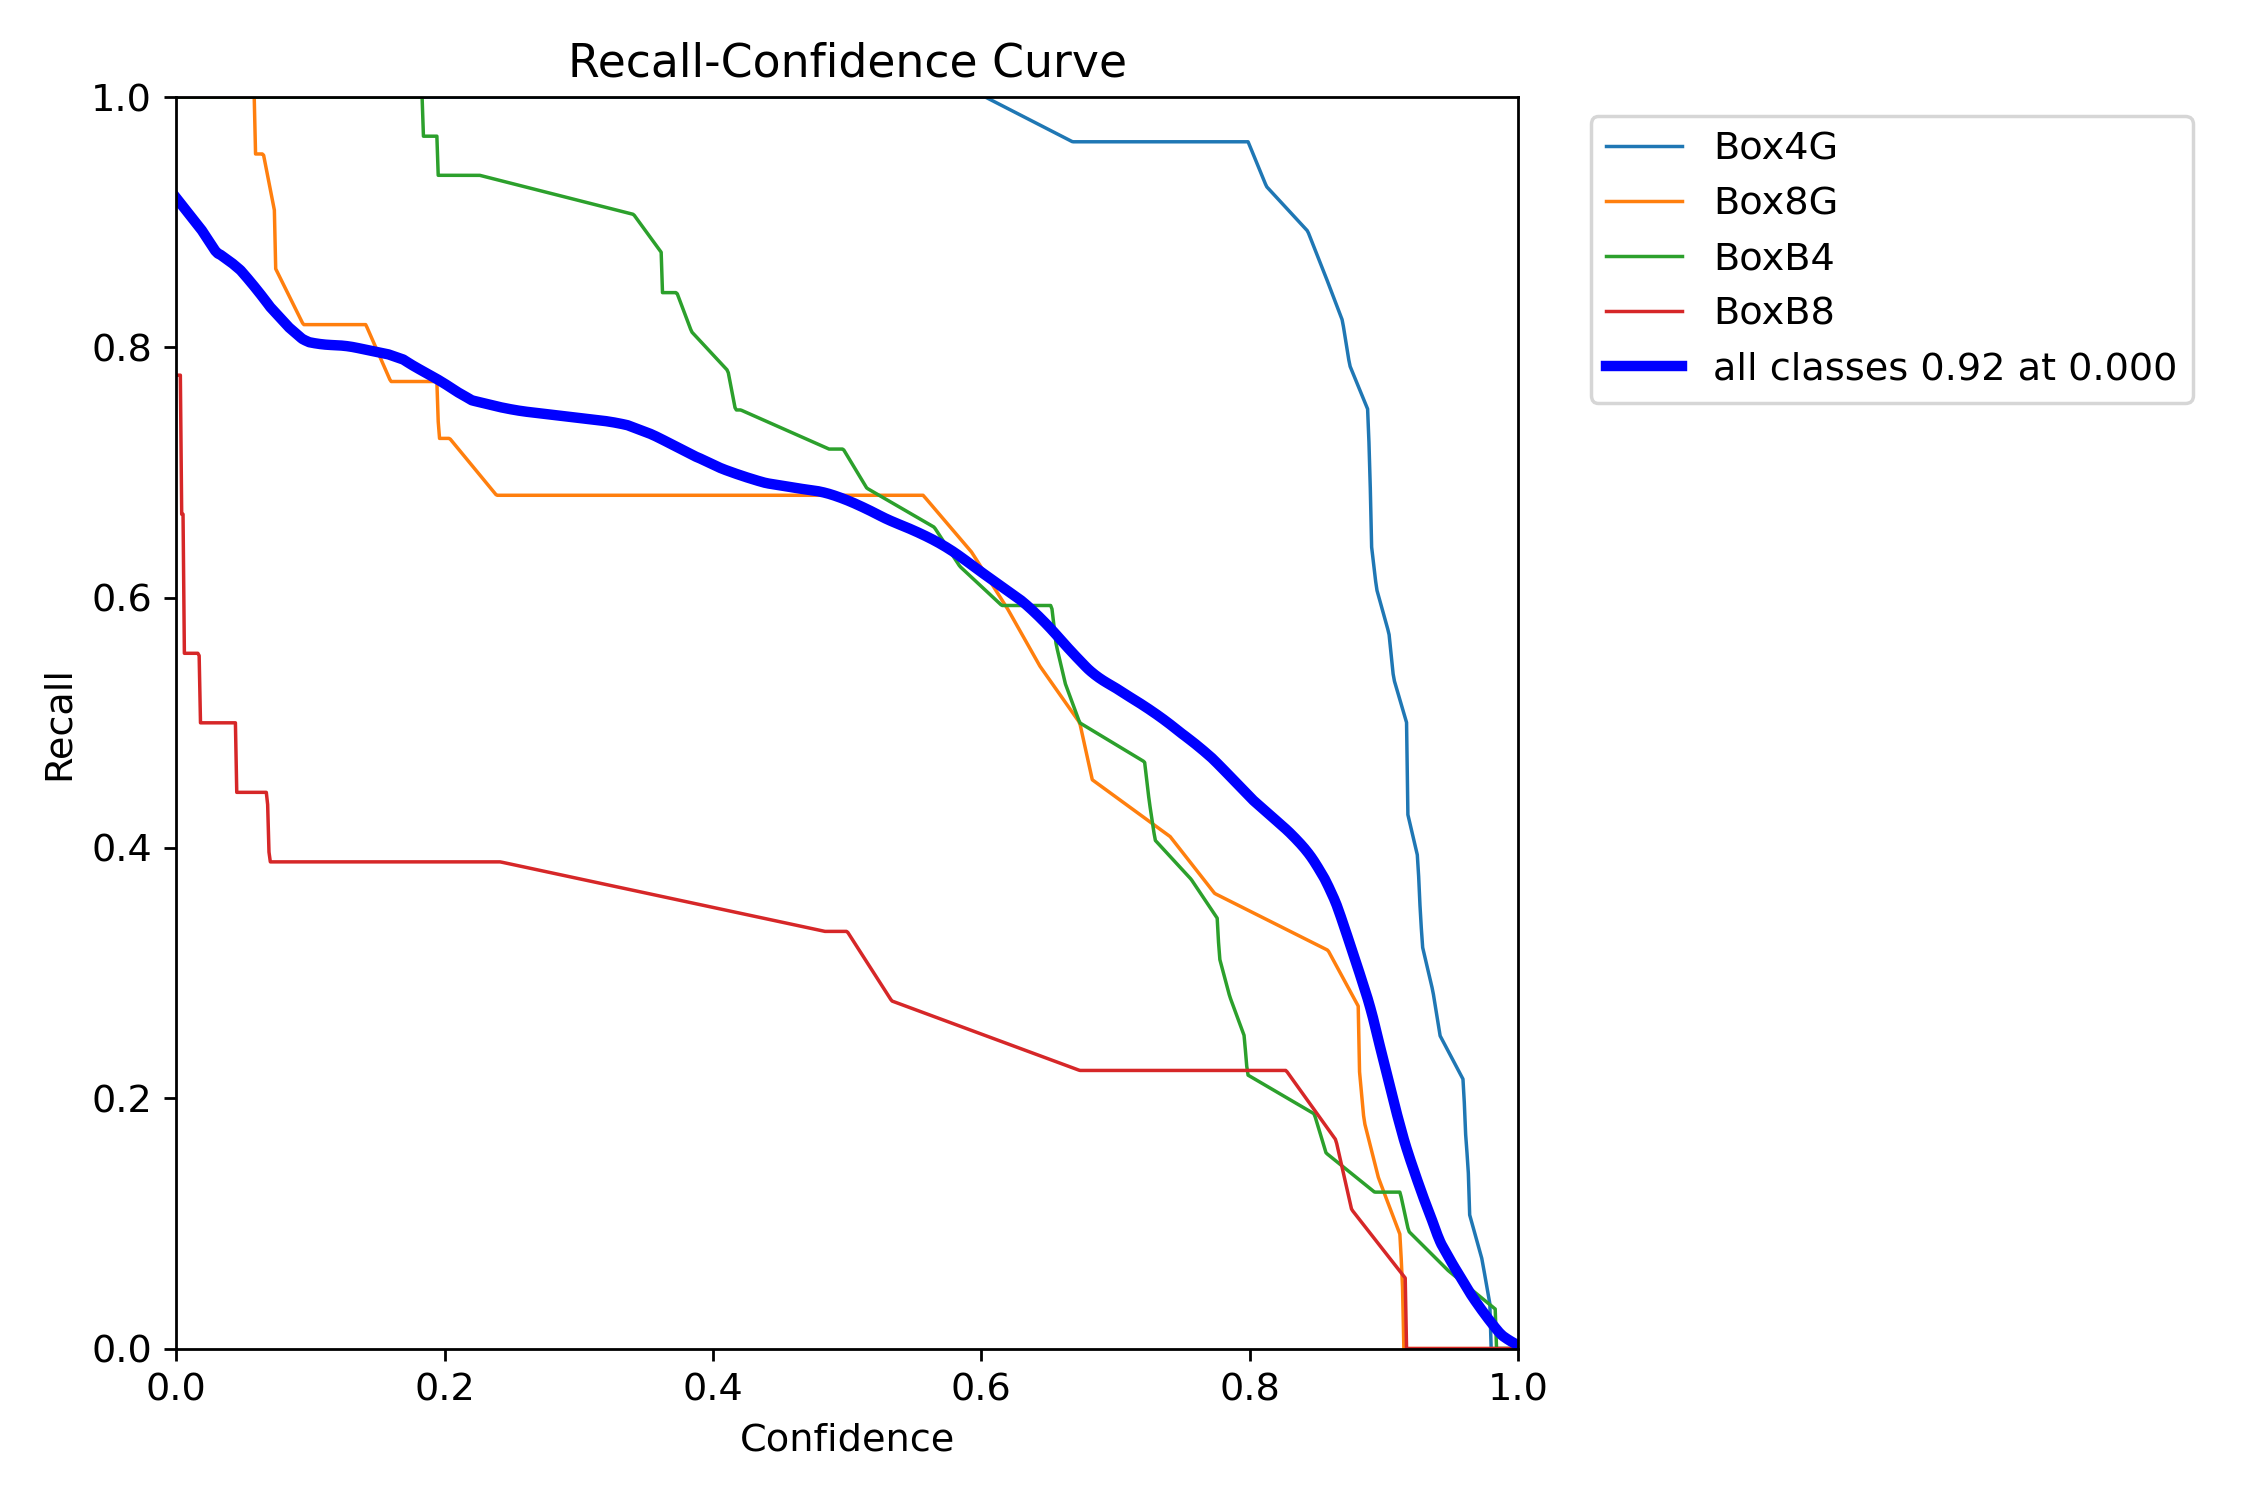 Recall-Confidence Curve
1.0
0.8
0.6
0.4
0.2
0.0
Recall
0.0 0.2 0.4 0.6 0.8 1.0
Confidence
Box4G
Box8G
BoxB4
BoxB8
all classes 0.92 at 0.000